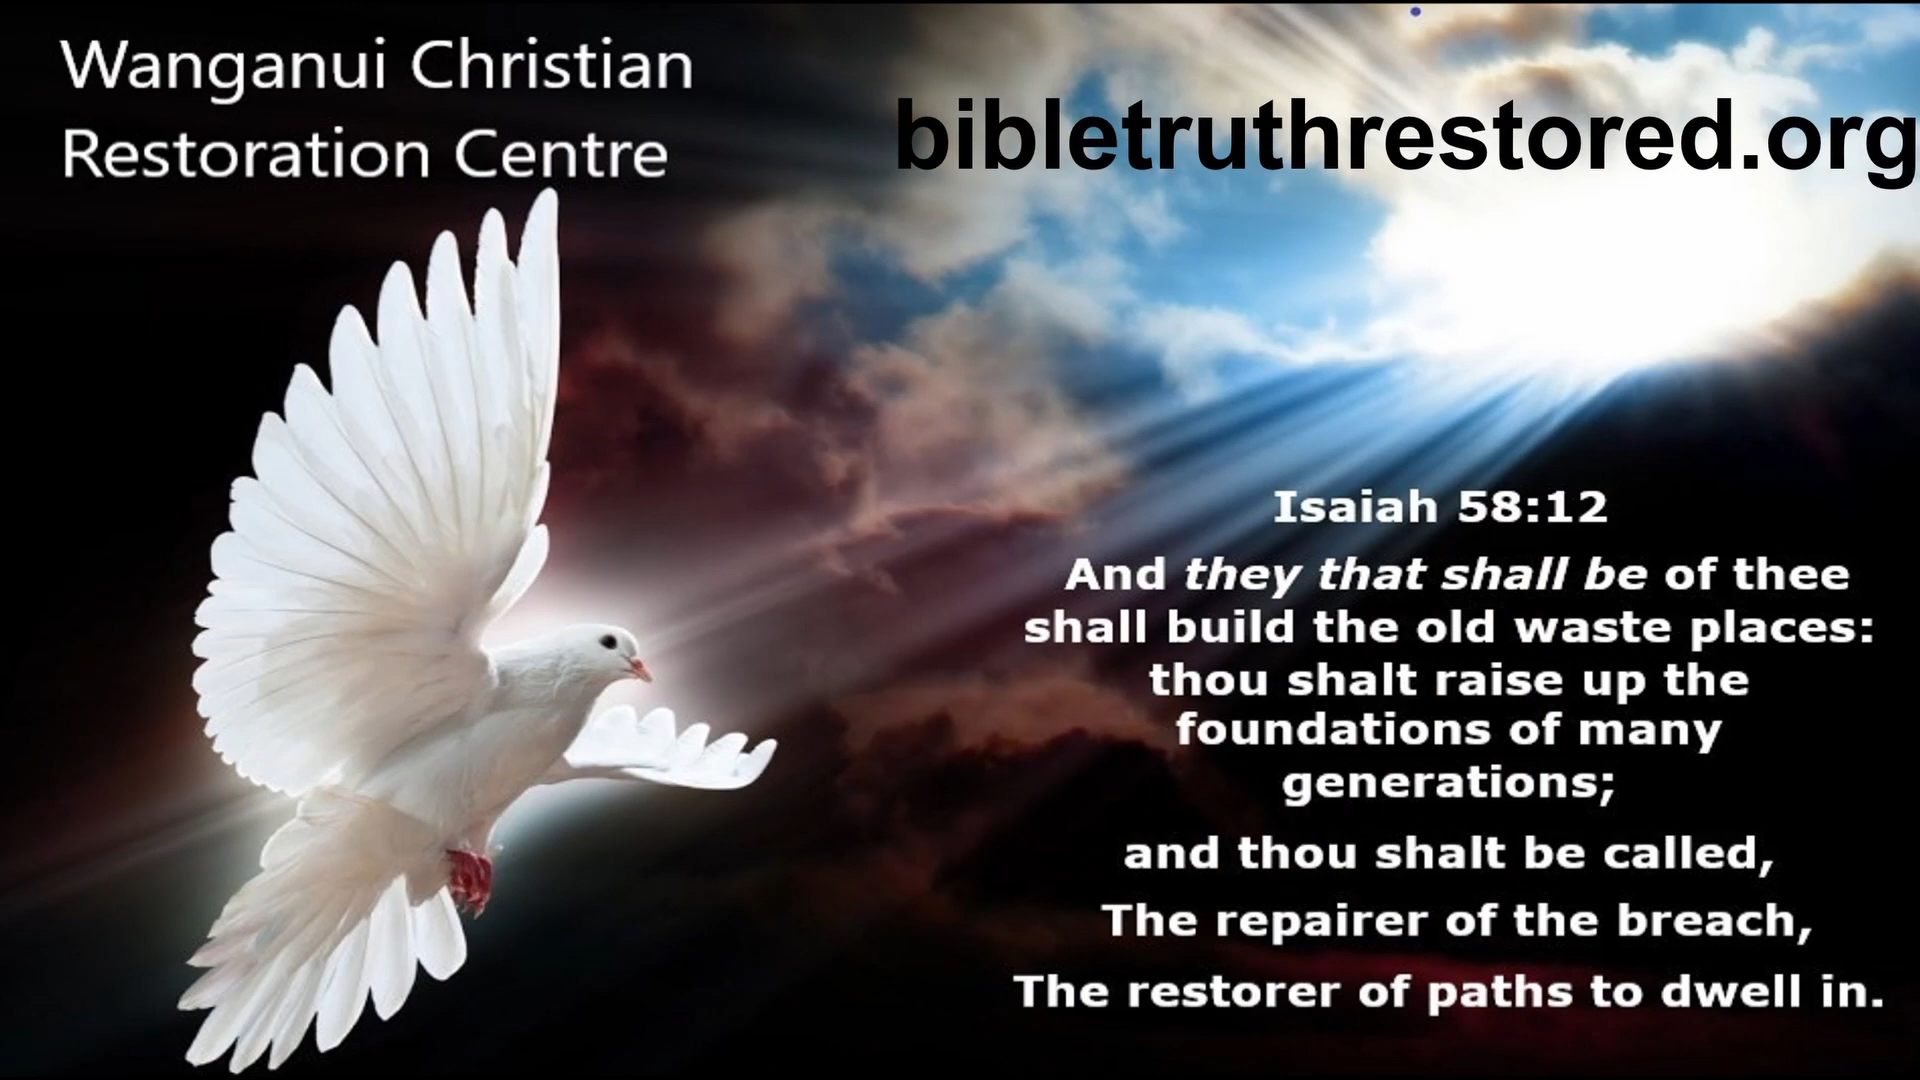 Wanganui Christian
Restoration Centre
bibletruthrestored.org
Isaiah 58:12
And they that shall be of thee
shall build the old waste places:
thou shalt raise up the
foundations of many
generations;
and thou shalt be called,
The repairer of the breach,
The restorer of paths to dwell in.